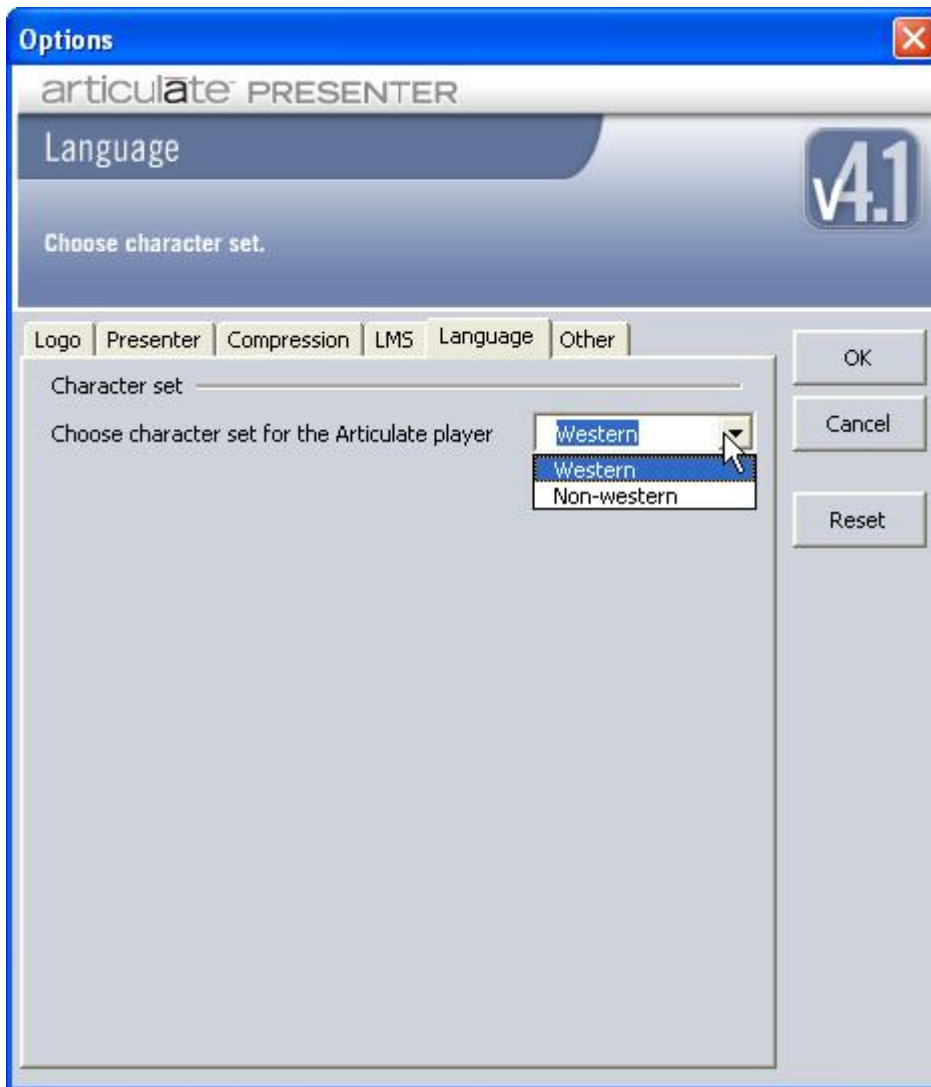 Options
articulate PRESENTER
Language
v4.1
Choose character set.
Logo Presenter Compression LMS Language Other
OK
Character set
Choose character set for the Articulate player Western
Cancel
Western
Non-western
Reset